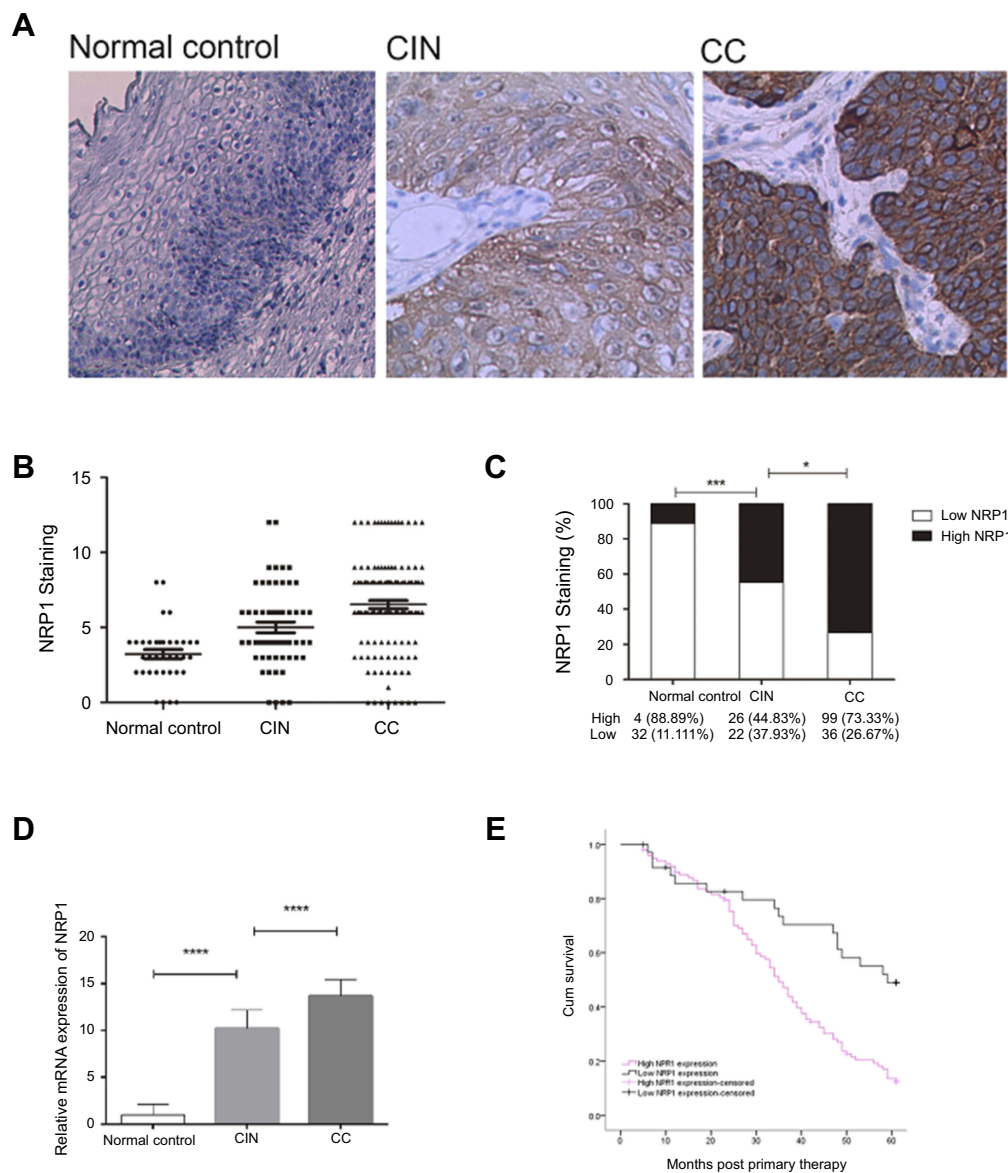 A
Normal control CIN CC
B
15
10
5
0
NRP1 Staining
Normal control CIN CC
C
*
***
100
80
60
40
20
0
NRP1 Staining (%)
Low NRP1
High NRP1
Normal control CIN CC
High 4 (88.89%) 26 (44.83%) 99 (73.33%)
Low 32 (11.111%) 22 (37.93%) 36 (26.67%)
D
****
****
20
15
10
5
0
Relative mRNA expression of NRP1
Normal control CIN CC
E
1.0
0.8
0.6
0.4
0.2
0.0
Cum survival
High NPR1 expression
Low NRP1 expression
High NPR1 expression-censored
Low NRP1 expression-censored
0 10 20 30 40 50 60
Months post primary therapy